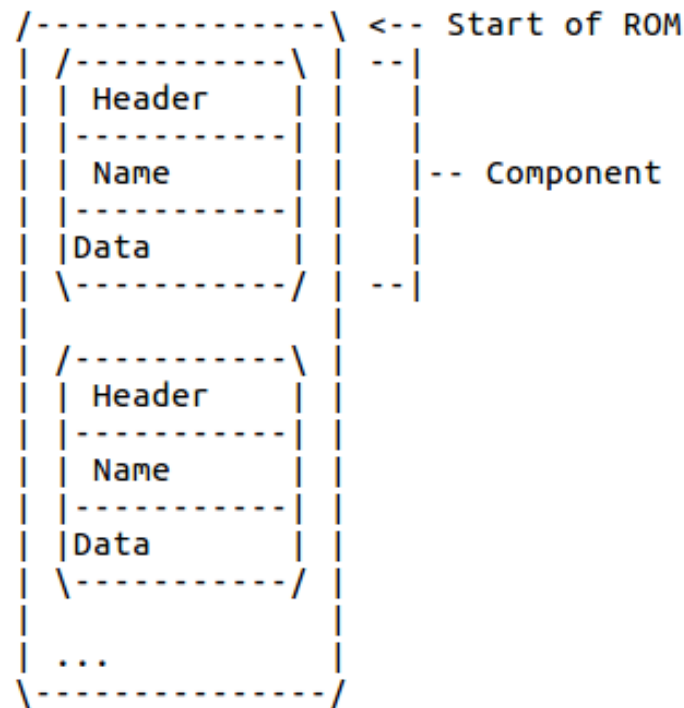 /---------------\ <-- Start of ROM
| /-----------\ | --|
| | Header    | |   |
| |-----------| |   |
| | Name      | |   |-- Component
| |-----------| |   |
| |Data       | |   |
| \-----------/ | --|
|               |
| /-----------\ |
| | Header    | |
| |-----------| |
| | Name      | |
| |-----------| |
| |Data       | |
| \-----------/ |
|               |
| ...           |
\---------------/